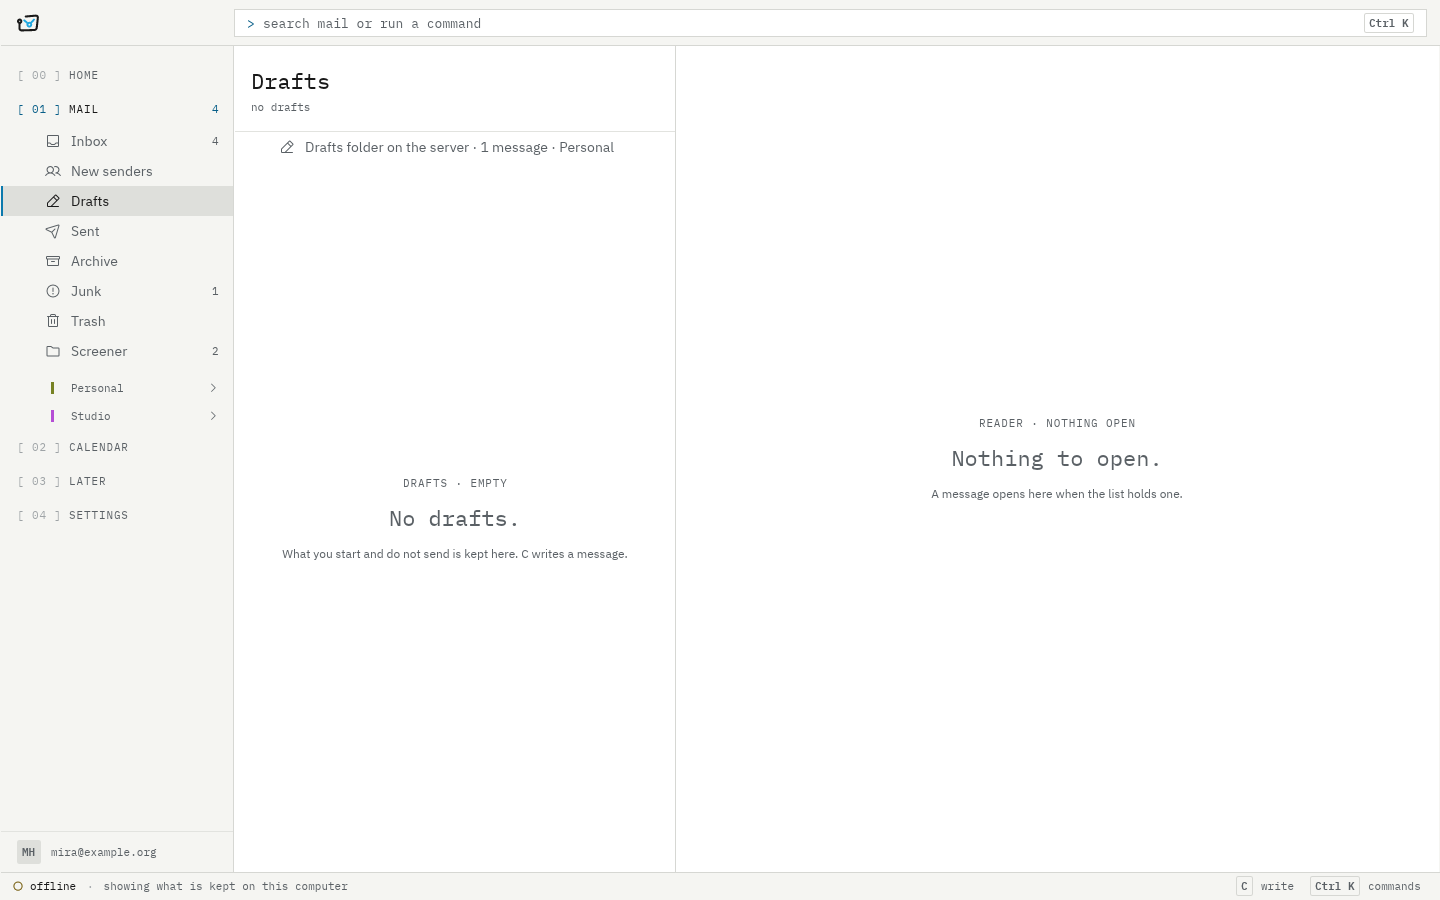 > search mail or run a command Ctrl K
[ 00 ] HOME
[ 01 ] MAIL 4
Inbox 4
New senders
Drafts
Sent
Archive
Junk 1
Trash
Screener 2
Personal
Studio
[ 02 ] CALENDAR
[ 03 ] LATER
[ 04 ] SETTINGS
MH mira@example.org
Drafts
no drafts
Drafts folder on the server · 1 message · Personal
DRAFTS · EMPTY
No drafts.
What you start and do not send is kept here. C writes a message.
READER · NOTHING OPEN
Nothing to open.
A message opens here when the list holds one.
offline · showing what is kept on this computer
C write Ctrl K commands